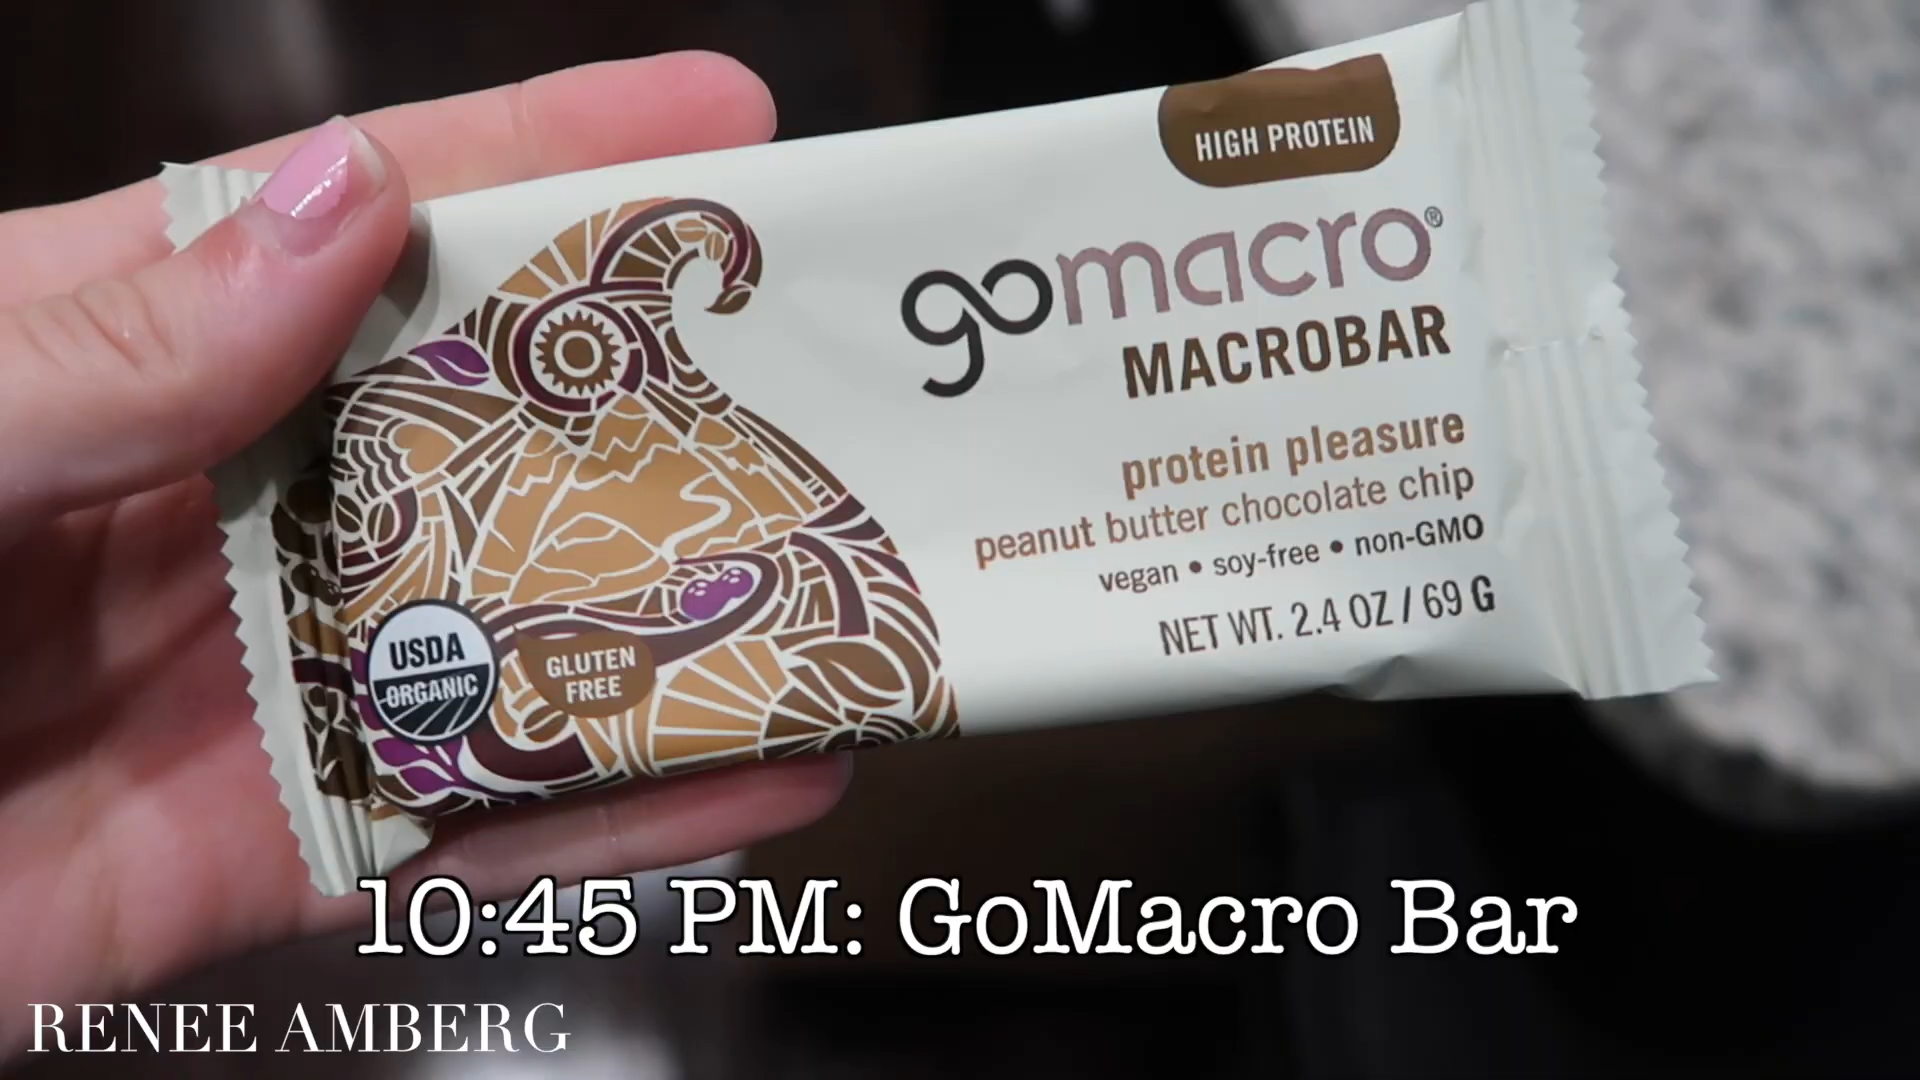 HIGH PROTEIN
gomacro®
MACROBAR
protein pleasure
peanut butter chocolate chip
vegan • soy-free • non-GMO
NET WT. 2.4 OZ / 69 G
USDA
ORGANIC
GLUTEN
FREE
10:45 PM: GoMacro Bar
RENEE AMBERG